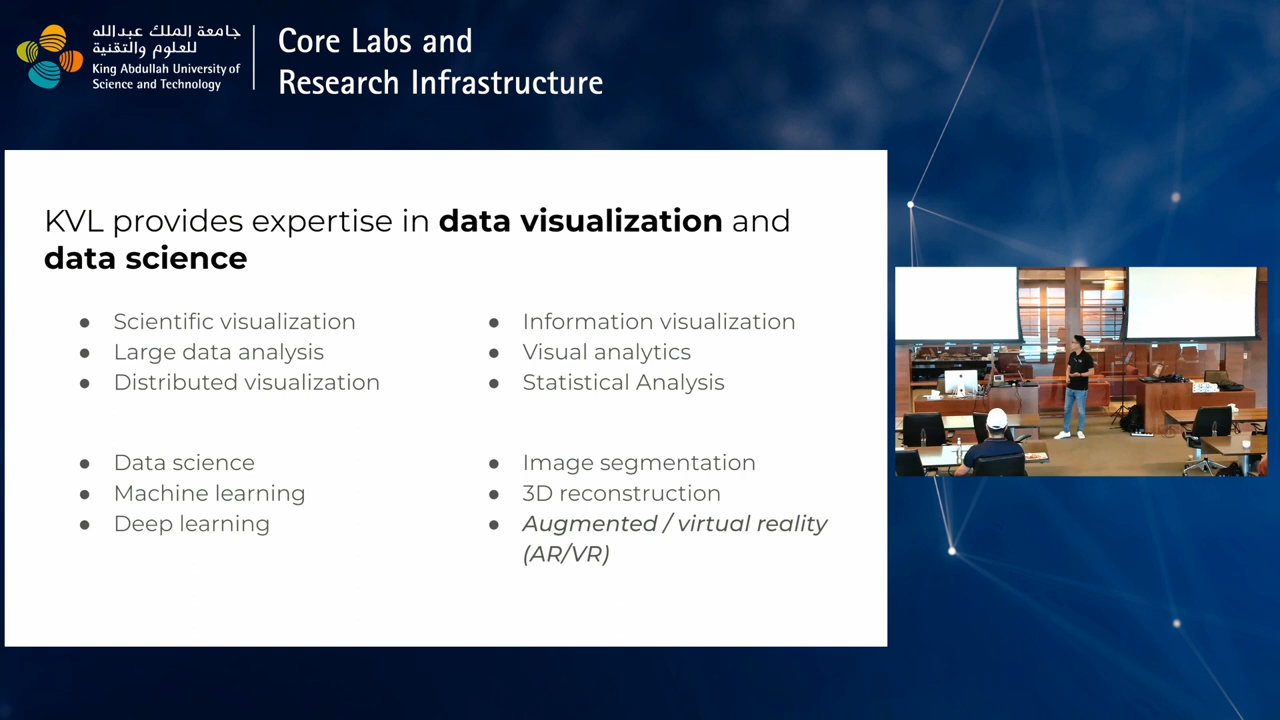 جامعة الملك عبدالله
للعلوم والتقنية
King Abdullah University of
Science and Technology
Core Labs and
Research Infrastructure
KVL provides expertise in data visualization and
data science
● Scientific visualization
● Large data analysis
● Distributed visualization
● Information visualization
● Visual analytics
● Statistical Analysis
● Data science
● Machine learning
● Deep learning
● Image segmentation
● 3D reconstruction
● Augmented / virtual reality
(AR/VR)